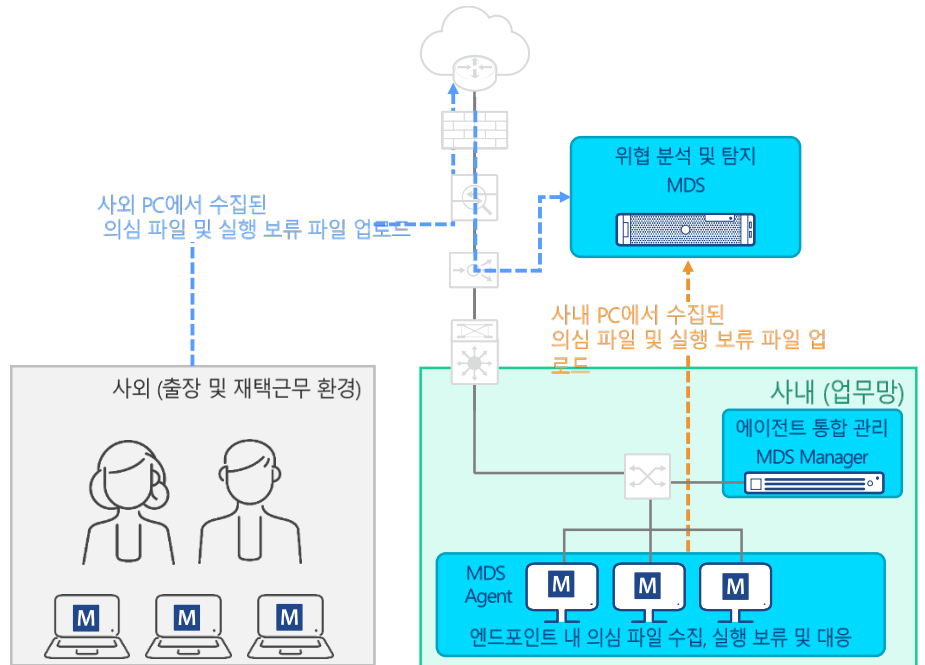 위협 분석 및 탐지
MDS
사외 PC에서 수집된
의심 파일 및 실행 보류 파일 업로드
사내 PC에서 수집된
의심 파일 및 실행 보류 파일 업
로드
사외 (출장 및 재택근무 환경)
사내 (업무망)
에이전트 통합 관리
MDS Manager
MDS
Agent
M
M
M
엔드포인트 내 의심 파일 수집, 실행 보류 및 대응
M
M
M